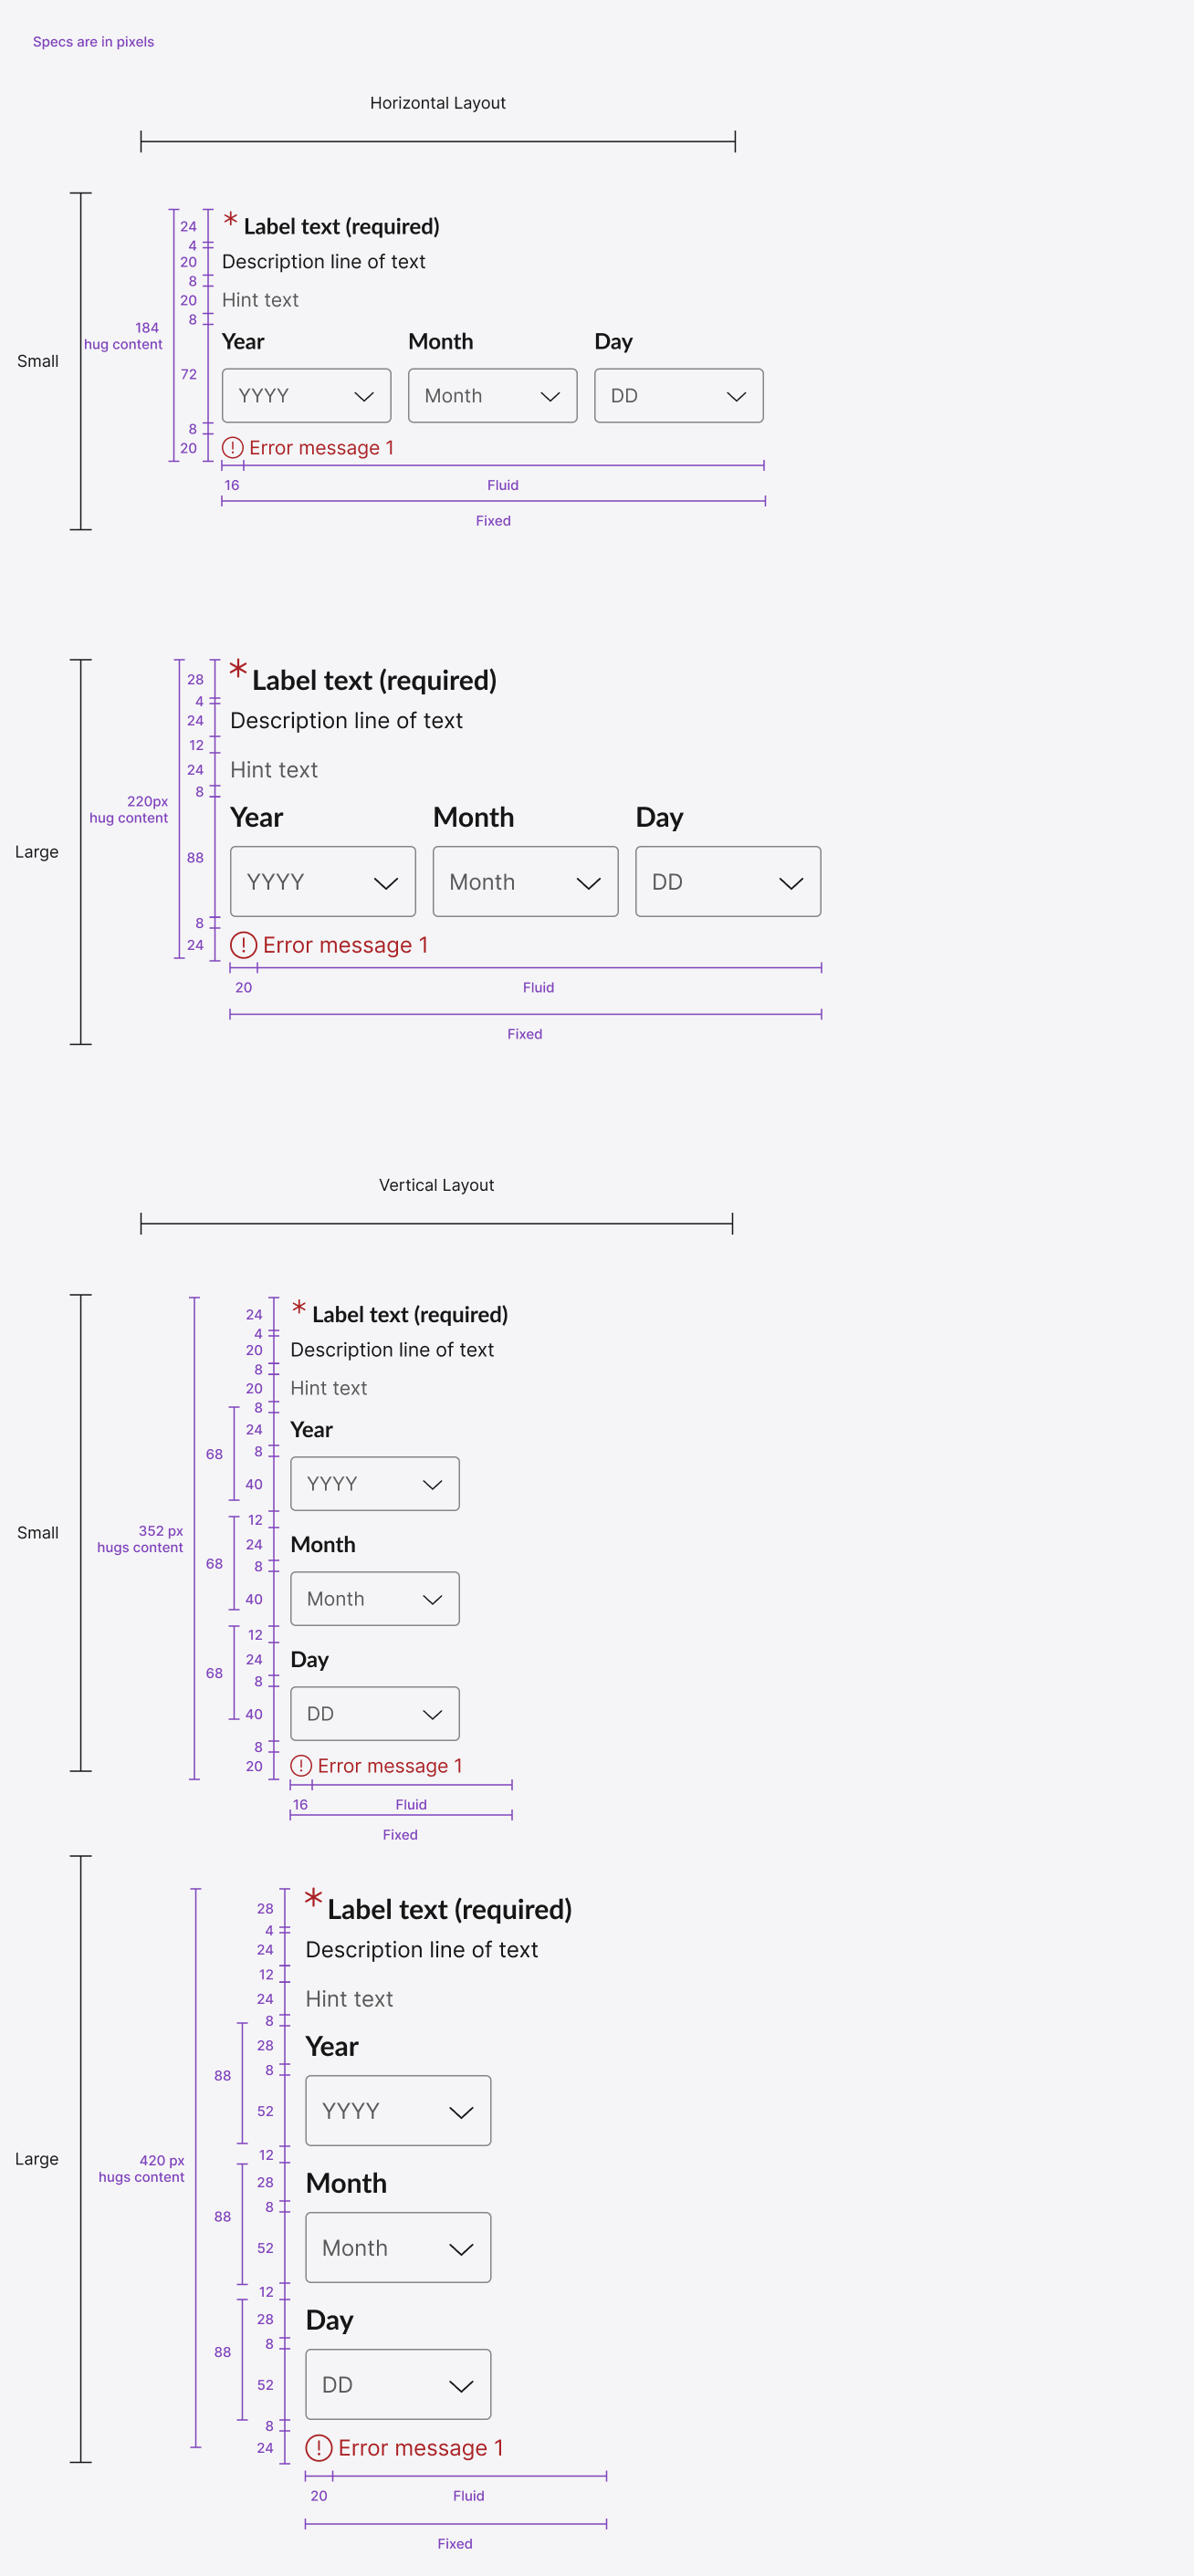 Specs are in pixels
Horizontal Layout
Small
184
hug content
24
4
20
8
20
8
72
8
20
* Label text (required)
Description line of text
Hint text
Year Month Day
YYYY Month DD
Error message 1
16 Fluid
Fixed
Large
220px
hug content
28
4
24
12
24
8
88
8
24
* Label text (required)
Description line of text
Hint text
Year Month Day
YYYY Month DD
Error message 1
20 Fluid
Fixed
Vertical Layout
Small
352 px
hugs content
68
68
68
24
4
20
8
20
8
24
8
40
12
24
8
40
12
24
8
40
8
20
* Label text (required)
Description line of text
Hint text
Year
YYYY
Month
Month
Day
DD
Error message 1
16 Fluid
Fixed
Large
420 px
hugs content
88
88
88
28
4
24
12
24
8
28
8
52
12
28
8
52
12
28
8
52
8
24
* Label text (required)
Description line of text
Hint text
Year
YYYY
Month
Month
Day
DD
Error message 1
20 Fluid
Fixed